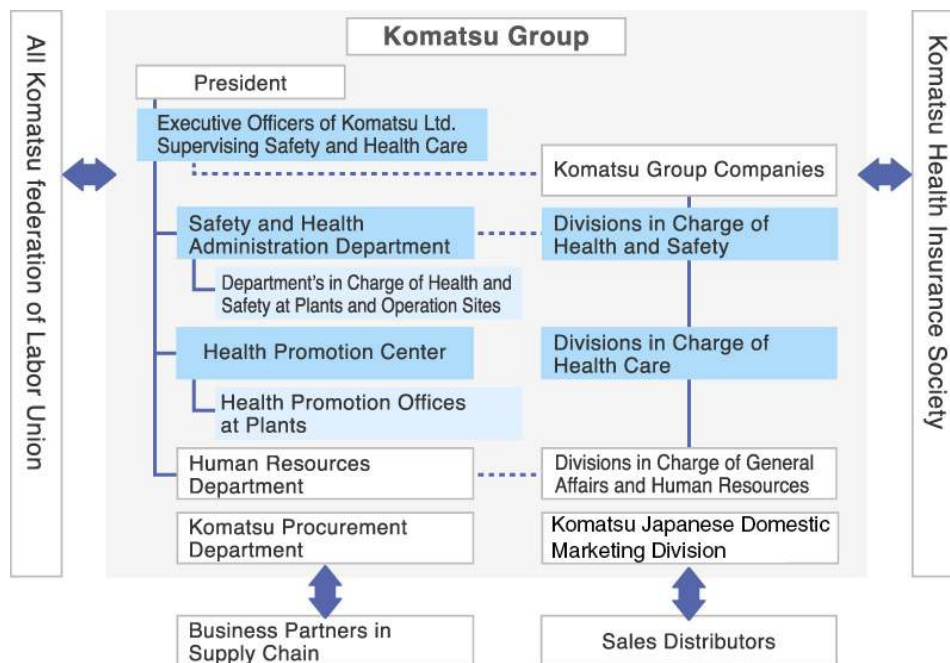 Komatsu Group
All Komatsu federation of Labor Union
President
Executive Officers of Komatsu Ltd.
Supervising Safety and Health Care
Komatsu Group Companies
Safety and Health
Administration Department
Divisions in Charge of
Health and Safety
Department's in Charge of Health and
Safety at Plants and Operation Sites
Health Promotion Center
Divisions in Charge of
Health Care
Health Promotion Offices
at Plants
Human Resources
Department
Divisions in Charge of General
Affairs and Human Resources
Komatsu Procurement
Department
Komatsu Japanese Domestic
Marketing Division
Business Partners in
Supply Chain
Sales Distributors
Komatsu Health Insurance Society